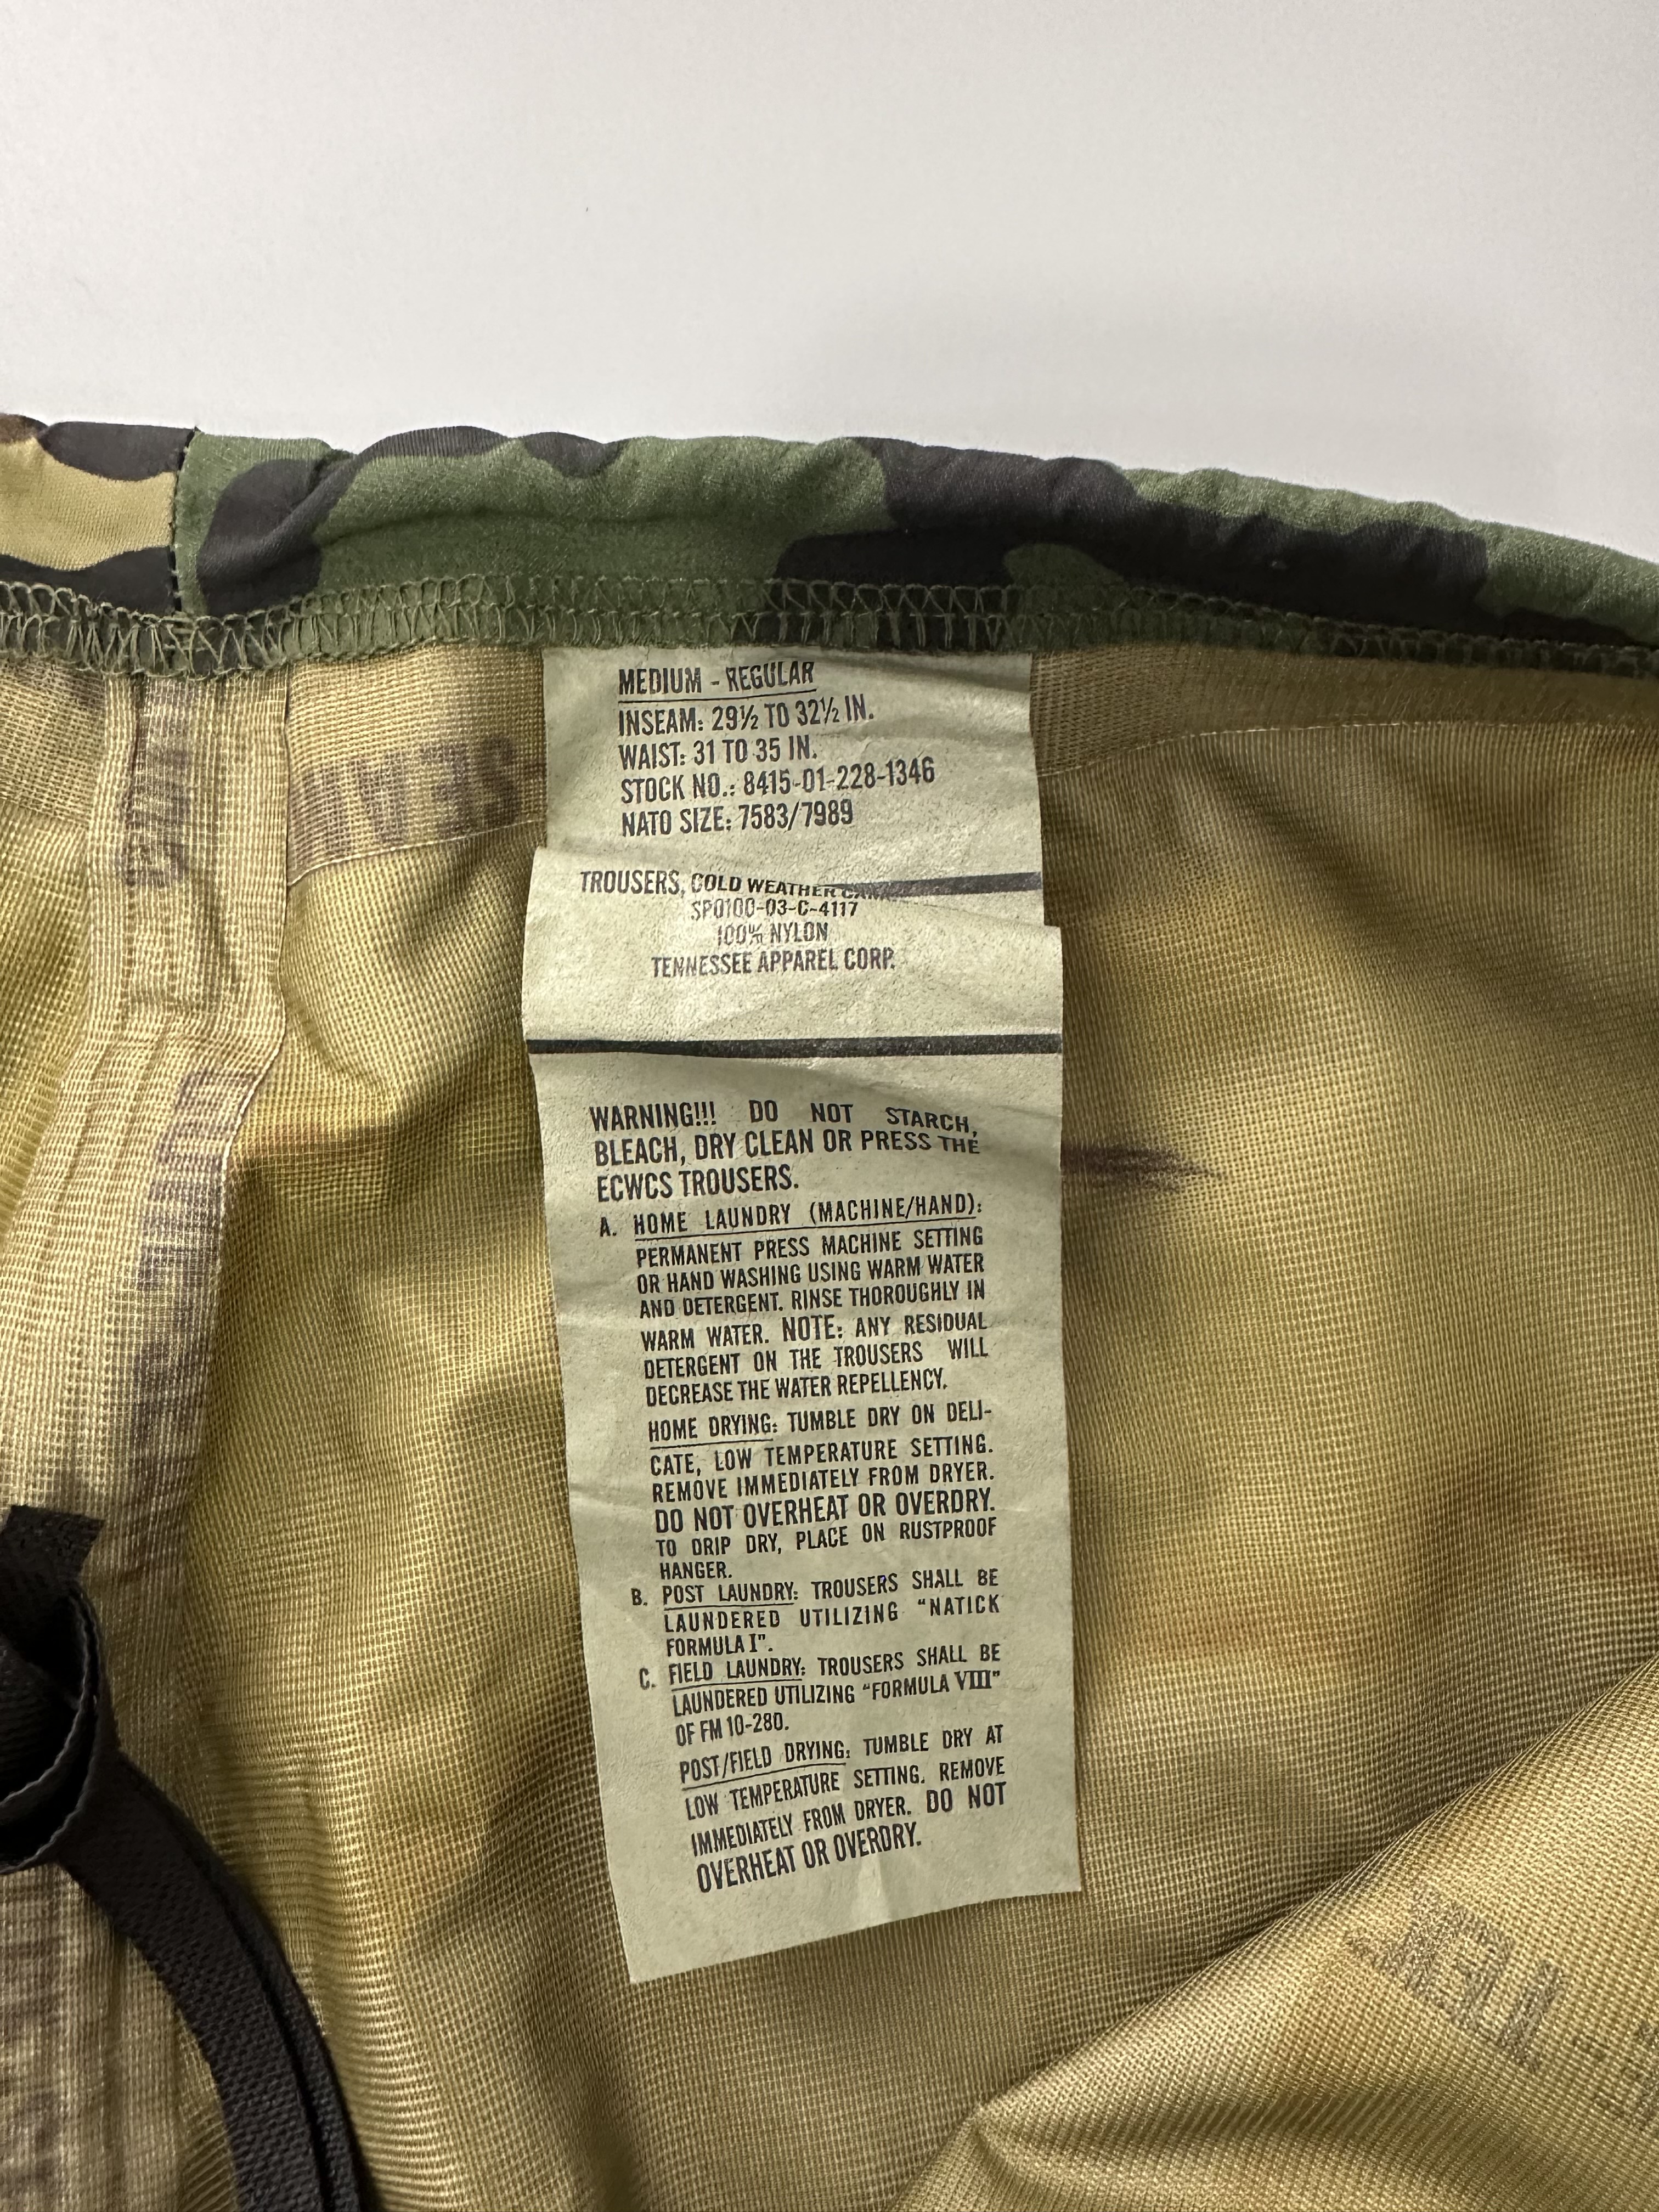 MEDIUM - REGULAR
INSEAM: 29½ TO 32½ IN.
WAIST: 31 TO 35 IN.
STOCK NO.: 8415-01-228-1346
NATO SIZE: 7583/7989
TROUSERS, COLD WEATHER
SP0100-03-C-4117
100% NYLON
TENNESSEE APPAREL CORP.
WARNING!!! DO NOT STARCH,
BLEACH, DRY CLEAN OR PRESS THE
ECWCS TROUSERS.
A. HOME LAUNDRY (MACHINE/HAND):
PERMANENT PRESS MACHINE SETTING
OR HAND WASHING USING WARM WATER
AND DETERGENT. RINSE THOROUGHLY IN
WARM WATER. NOTE: ANY RESIDUAL
DETERGENT ON THE TROUSERS WILL
DECREASE THE WATER REPELLENCY.
HOME DRYING: TUMBLE DRY ON DELI-
CATE, LOW TEMPERATURE SETTING.
REMOVE IMMEDIATELY FROM DRYER.
DO NOT OVERHEAT OR OVERDRY.
TO DRIP DRY, PLACE ON RUSTPROOF
HANGER.
B. POST LAUNDRY: TROUSERS SHALL BE
LAUNDERED UTILIZING "NATICK
FORMULA I".
C. FIELD LAUNDRY: TROUSERS SHALL BE
LAUNDERED UTILIZING "FORMULA VIII"
OF FM 10-280.
POST/FIELD DRYING: TUMBLE DRY AT
LOW TEMPERATURE SETTING. REMOVE
IMMEDIATELY FROM DRYER. DO NOT
OVERHEAT OR OVERDRY.
SEAM